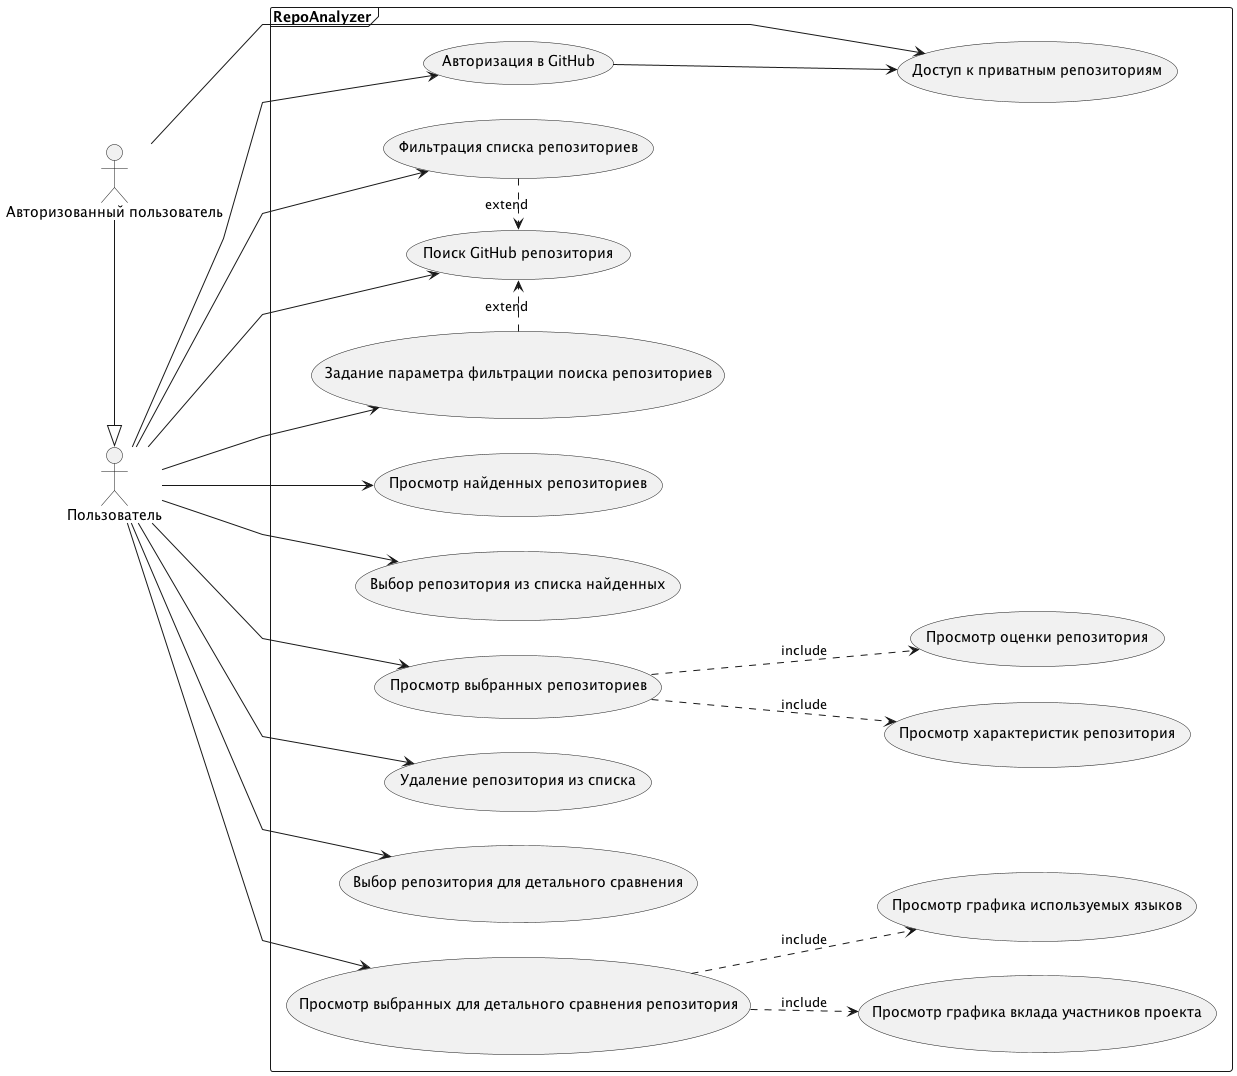 RepoAnalyzer
Авторизация в GitHub
Доступ к приватным репозиториям
Фильтрация списка репозиториев
extend
Авторизованный пользователь
Поиск GitHub репозитория
extend
Задание параметра фильтрации поиска репозиториев
Просмотр найденных репозиториев
Пользователь
Выбор репозитория из списка найденных
Просмотр выбранных репозиториев
include
Просмотр оценки репозитория
include
Просмотр характеристик репозитория
Удаление репозитория из списка
Выбор репозитория для детального сравнения
Просмотр выбранных для детального сравнения репозитория
include
Просмотр графика используемых языков
include
Просмотр графика вклада участников проекта